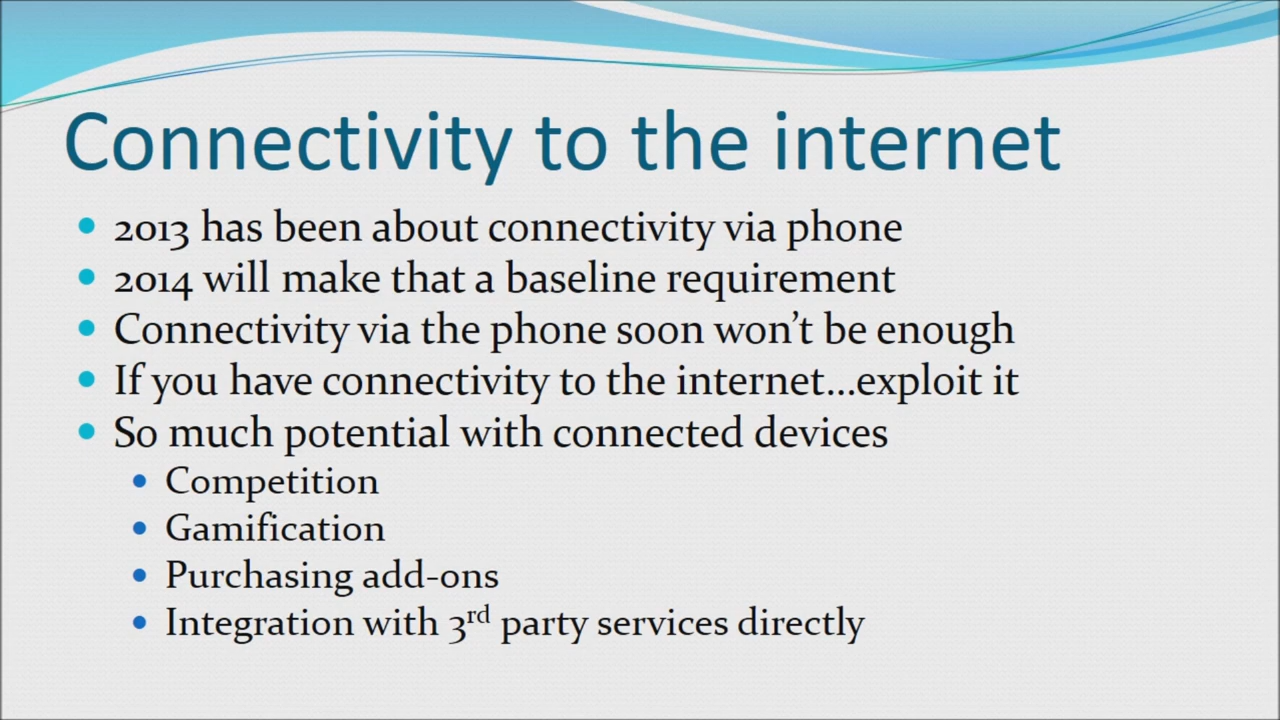 Connectivity to the internet
2013 has been about connectivity via phone
2014 will make that a baseline requirement
Connectivity via the phone soon won’t be enough
If you have connectivity to the internet…exploit it
So much potential with connected devices
Competition
Gamification
Purchasing add-ons
Integration with 3rd party services directly